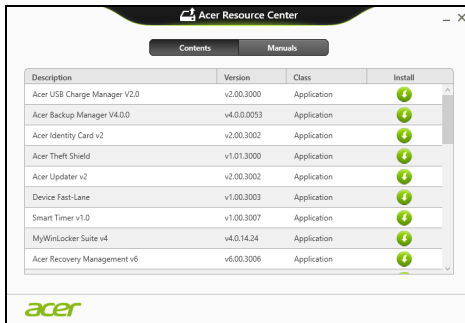 Acer Resource Center
Contents Manuals
Description Version Class Install
Acer USB Charge Manager V2.0 v2.00.3000 Application
Acer Backup Manager V4.0.0 v4.0.0.0053 Application
Acer Identity Card v2 v2.00.3002 Application
Acer Theft Shield v1.01.3000 Application
Acer Updater v2 v2.00.3002 Application
Device Fast-Lane v1.00.3003 Application
Smart Timer v1.0 v1.00.3007 Application
MyWinLocker Suite v4 v4.0.14.24 Application
Acer Recovery Management v6 v6.00.3006 Application
acer